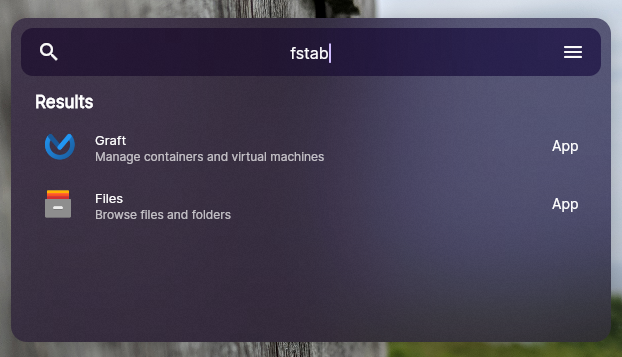 fstab
Results
Graft
Manage containers and virtual machines
App
Files
Browse files and folders
App